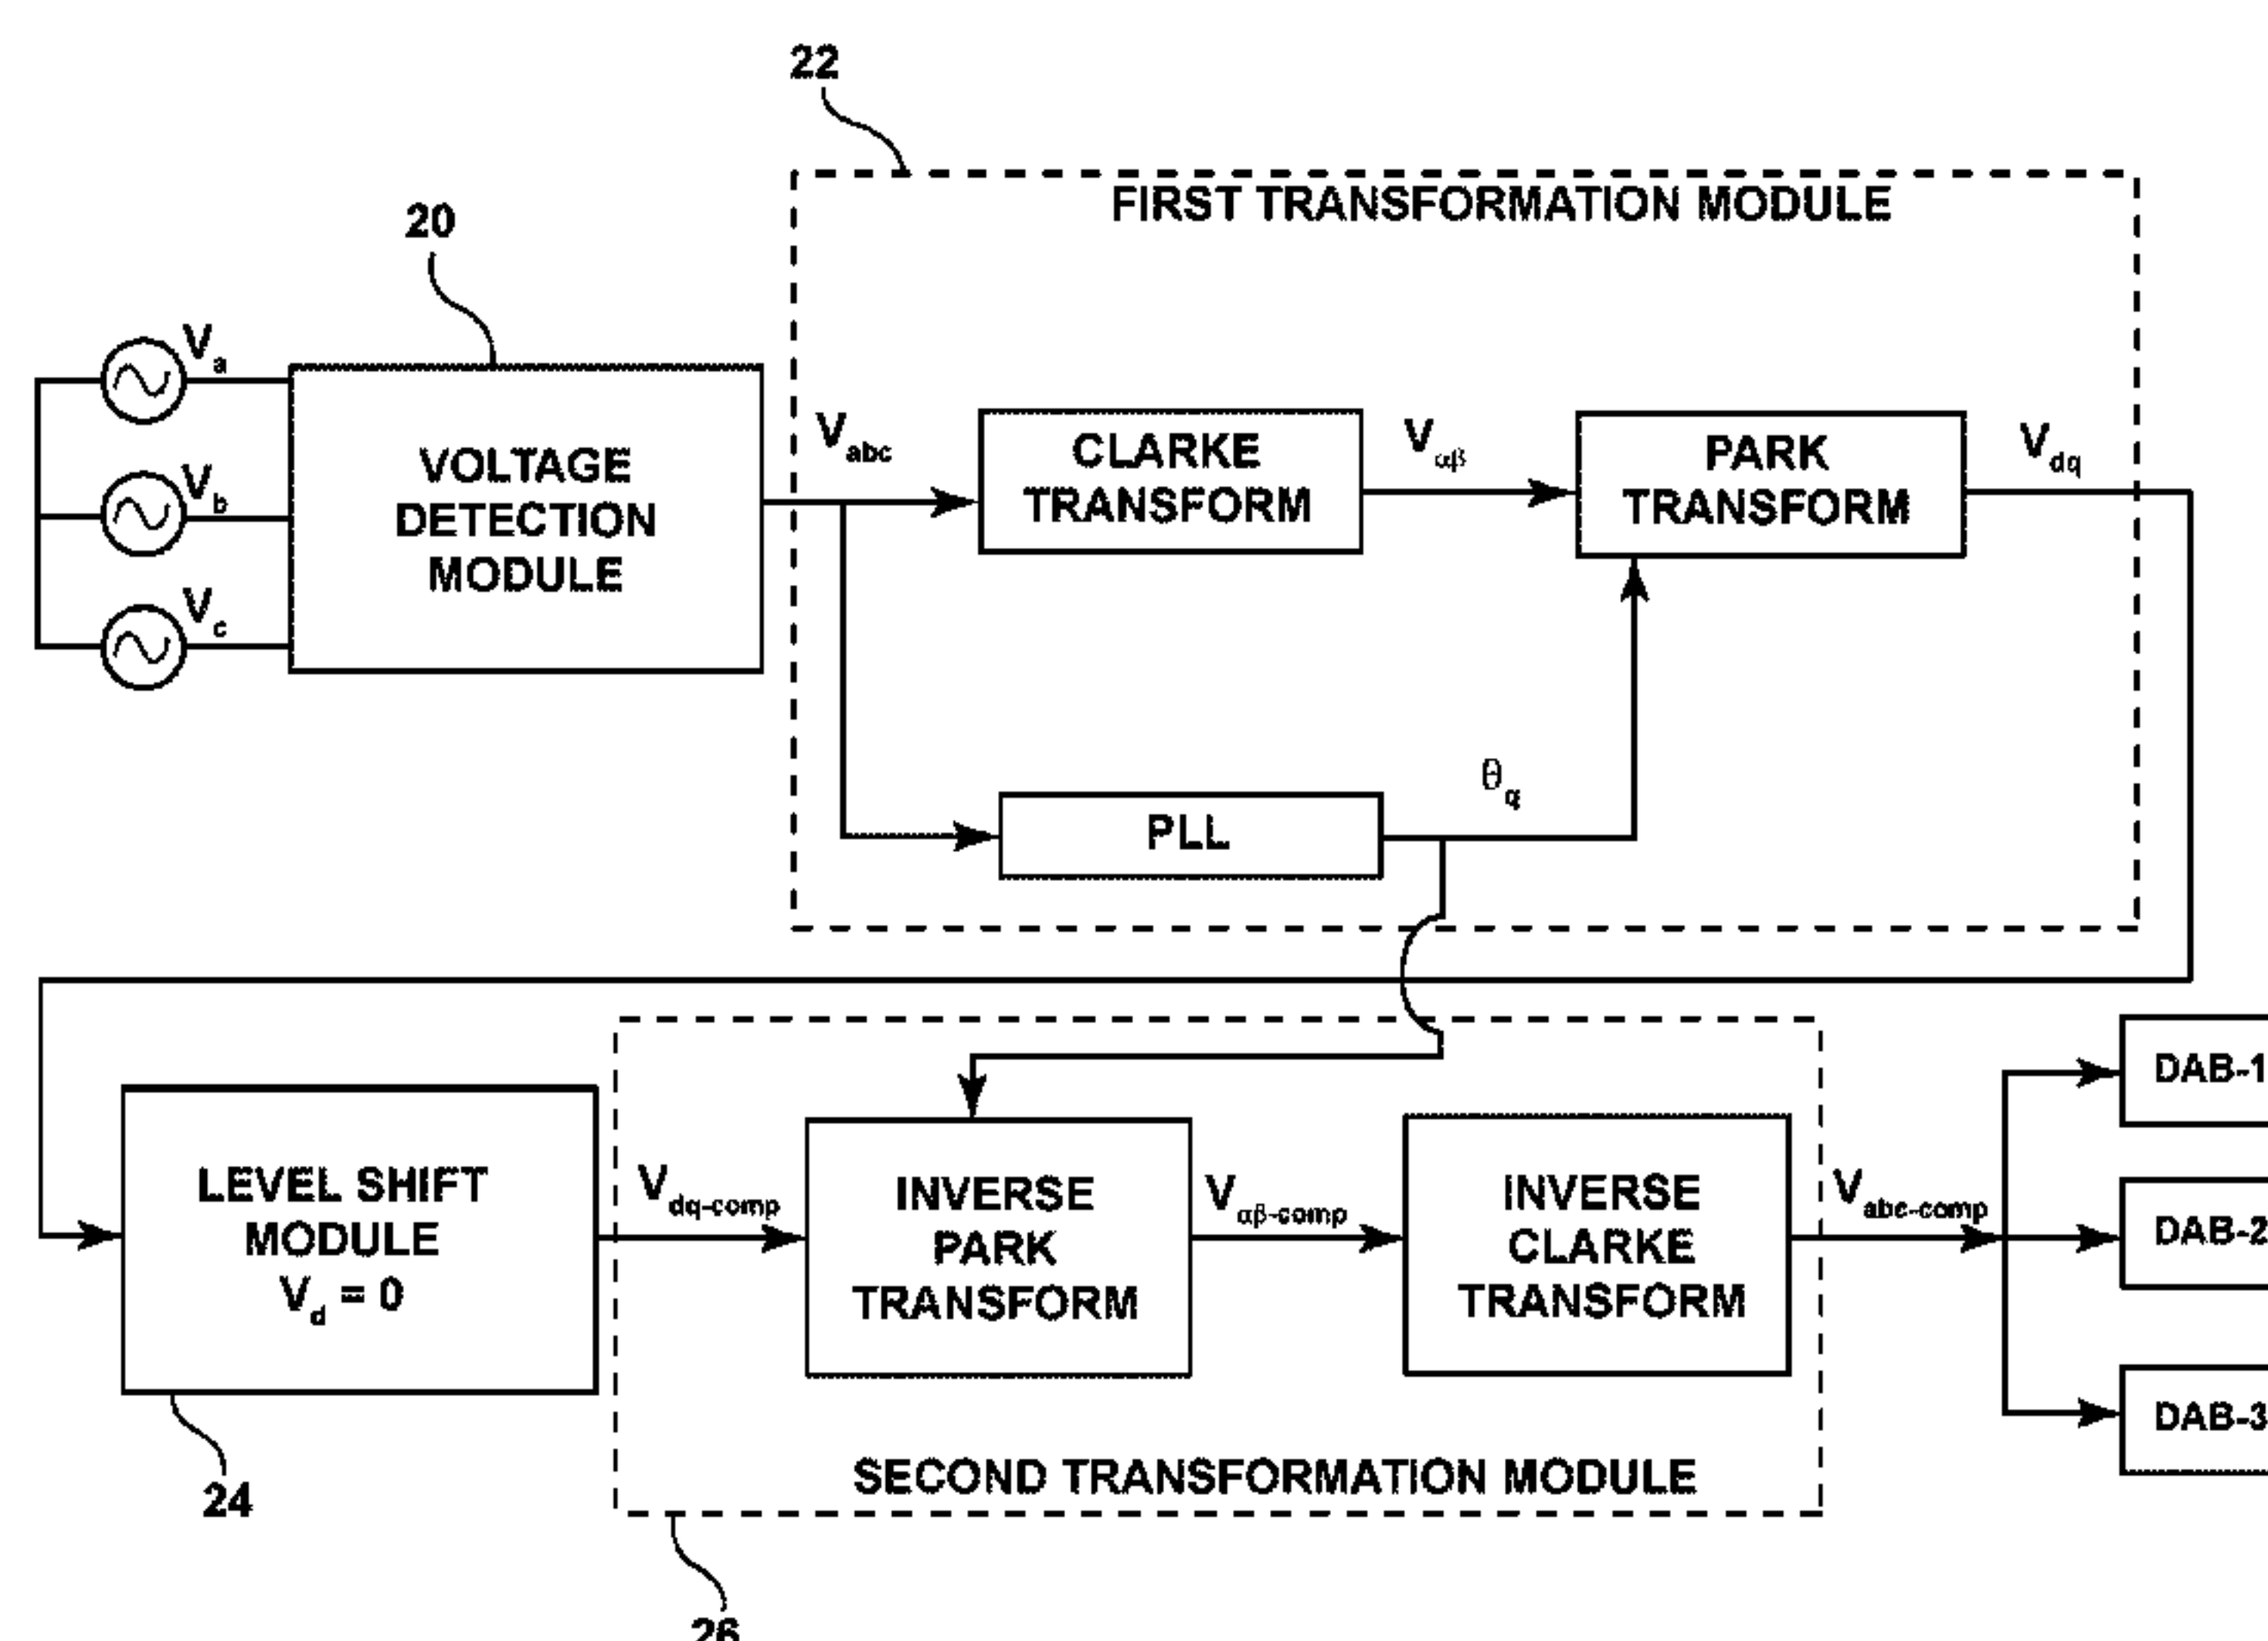 22
FIRST TRANSFORMATION MODULE
20
Va
Vb
Vc
VOLTAGE
DETECTION
MODULE
Vabc
CLARKE
TRANSFORM
Vαβ
PARK
TRANSFORM
Vdq
PLL
θq
LEVEL SHIFT
MODULE
Vd = 0
24
Vdq-comp
INVERSE
PARK
TRANSFORM
Vαβ-comp
INVERSE
CLARKE
TRANSFORM
Vabc-comp
DAB-1
DAB-2
DAB-3
SECOND TRANSFORMATION MODULE
26